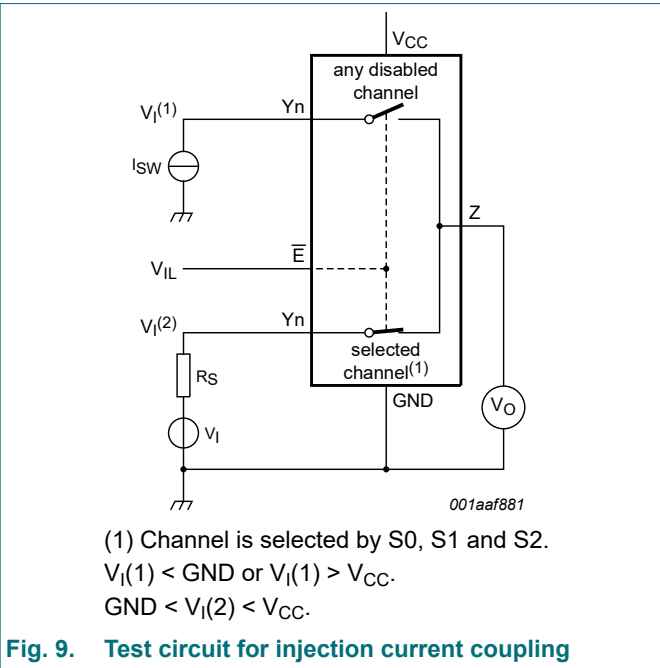 VCC
any disabled
channel
VI(1)
Yn
ISW
Z
E̅
VIL
VI(2)
Yn
selected
channel(1)
RS
GND
VO
VI
001aaf881
(1) Channel is selected by S0, S1 and S2.
VI(1) < GND or VI(1) > VCC.
GND < VI(2) < VCC.
Fig. 9. Test circuit for injection current coupling